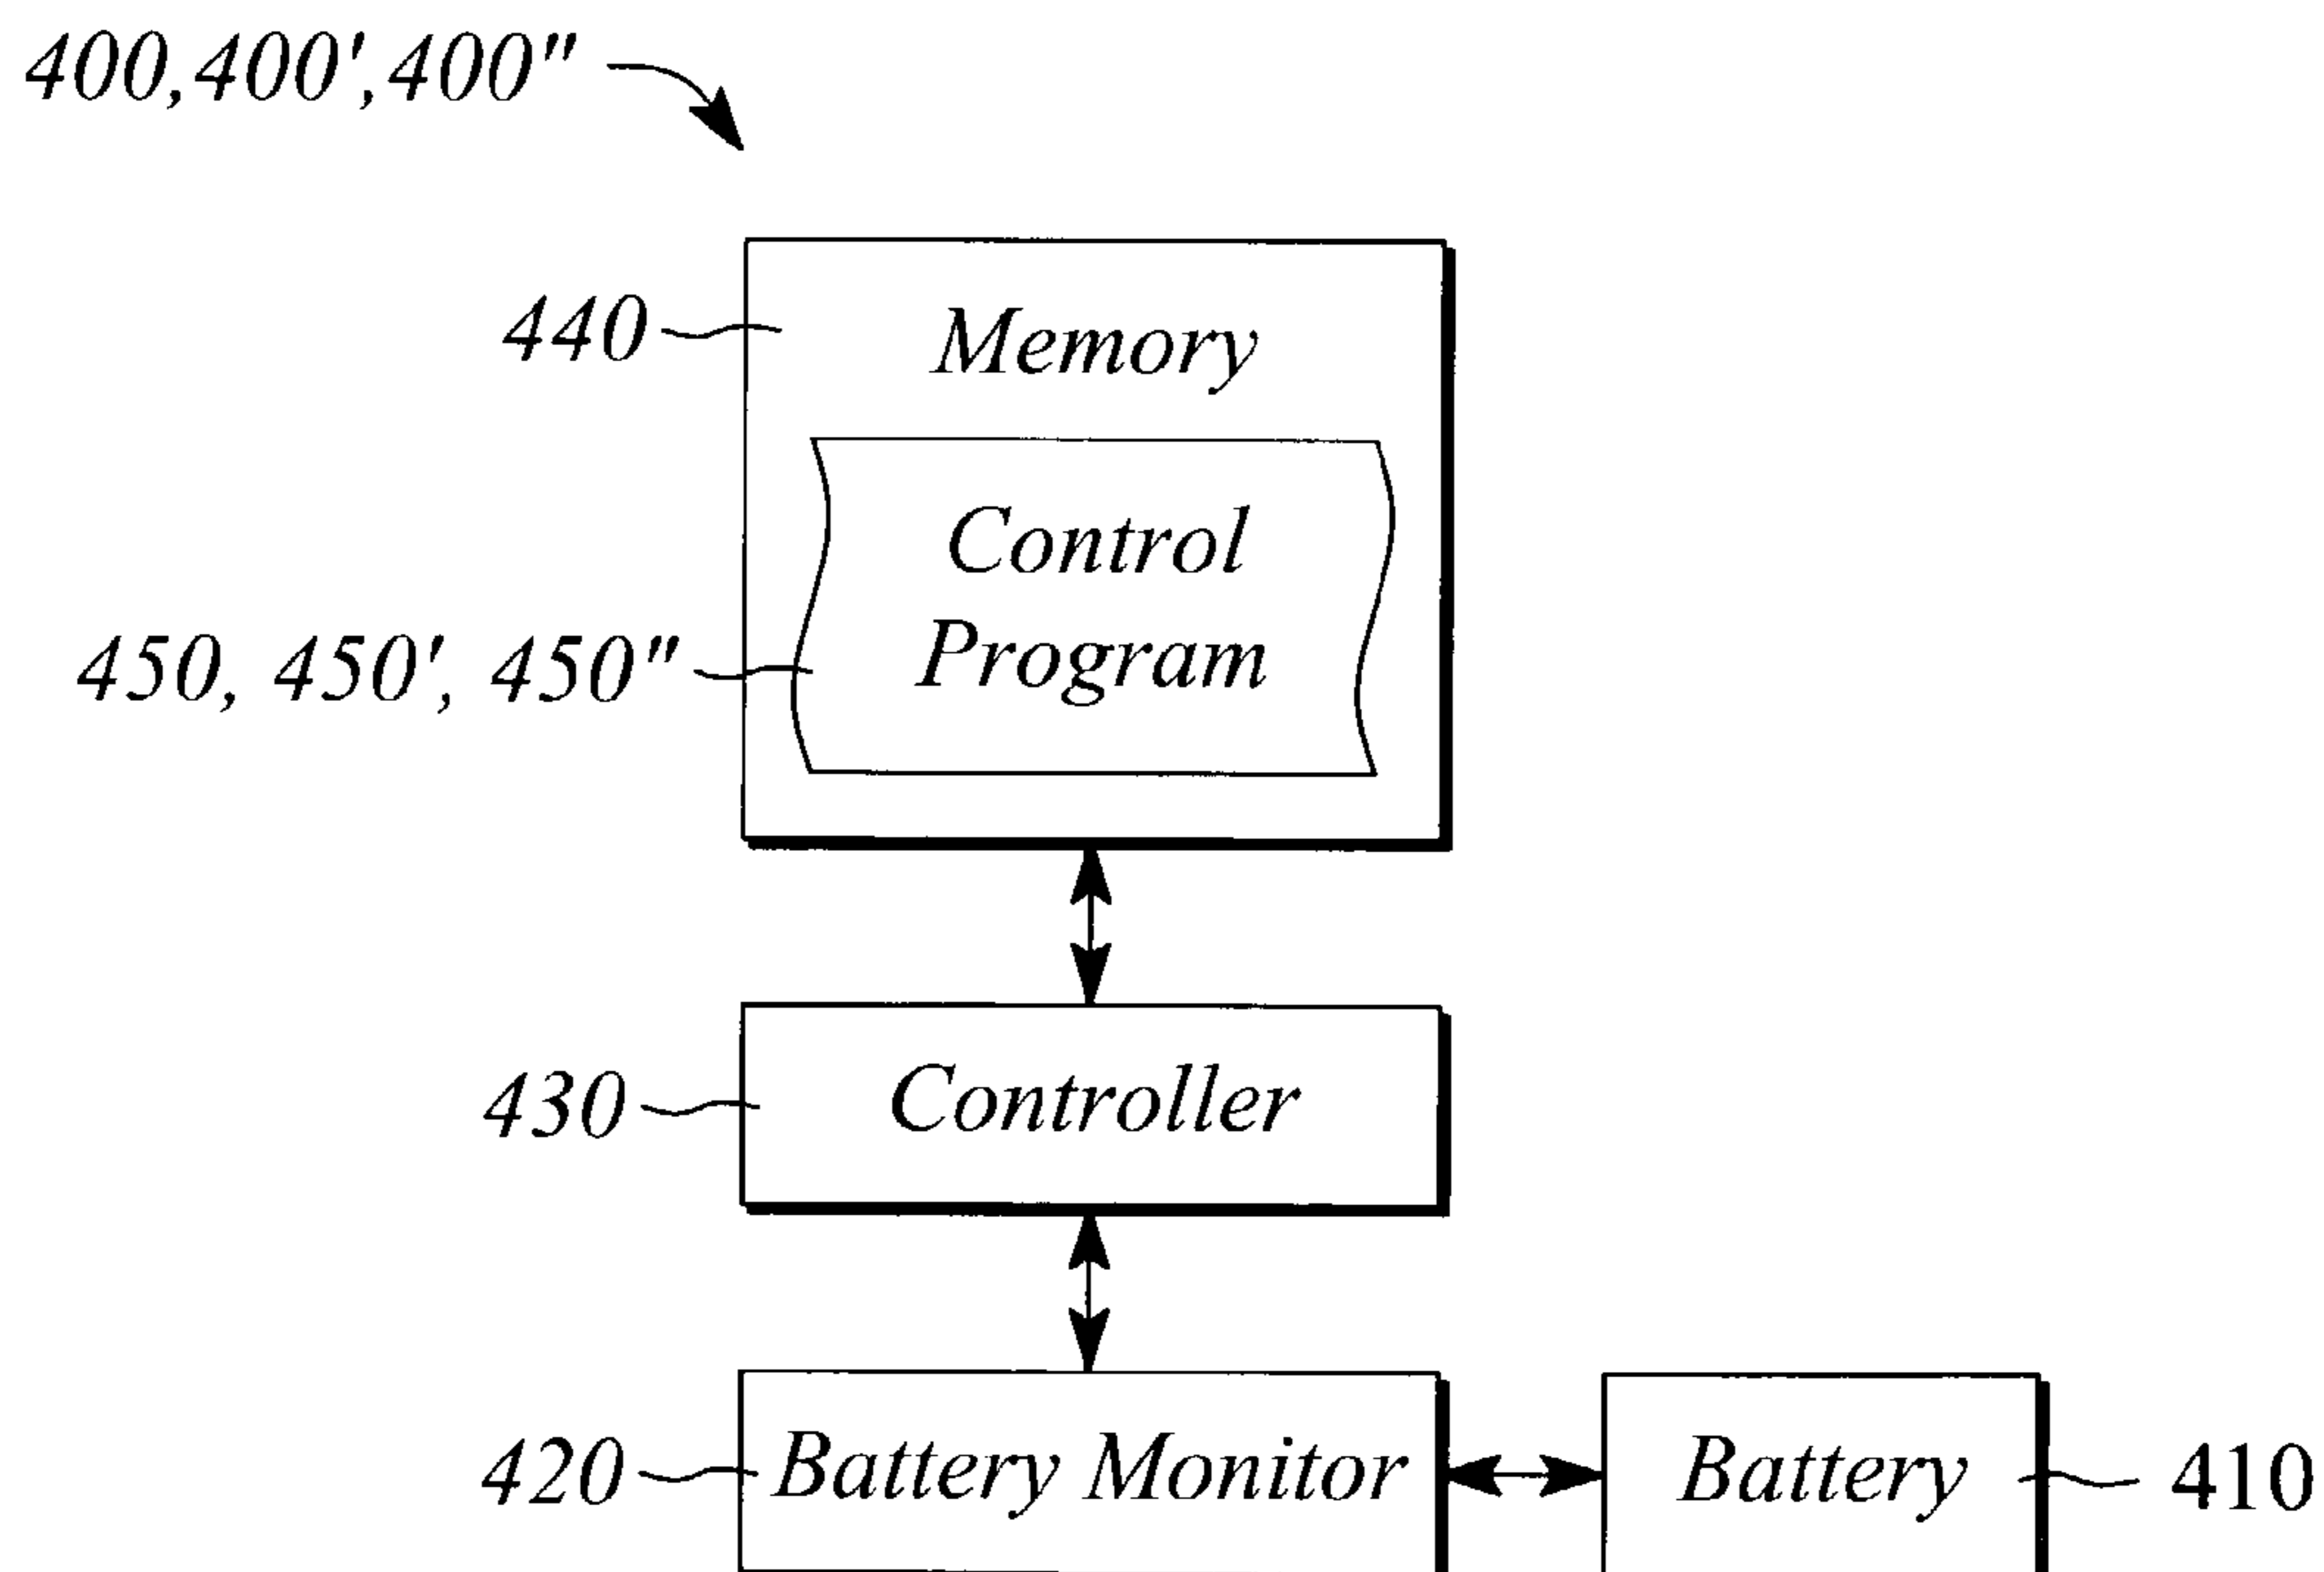 400,400',400"
440
Memory
Control
Program
450, 450', 450"
430
Controller
420
Battery Monitor
Battery
410